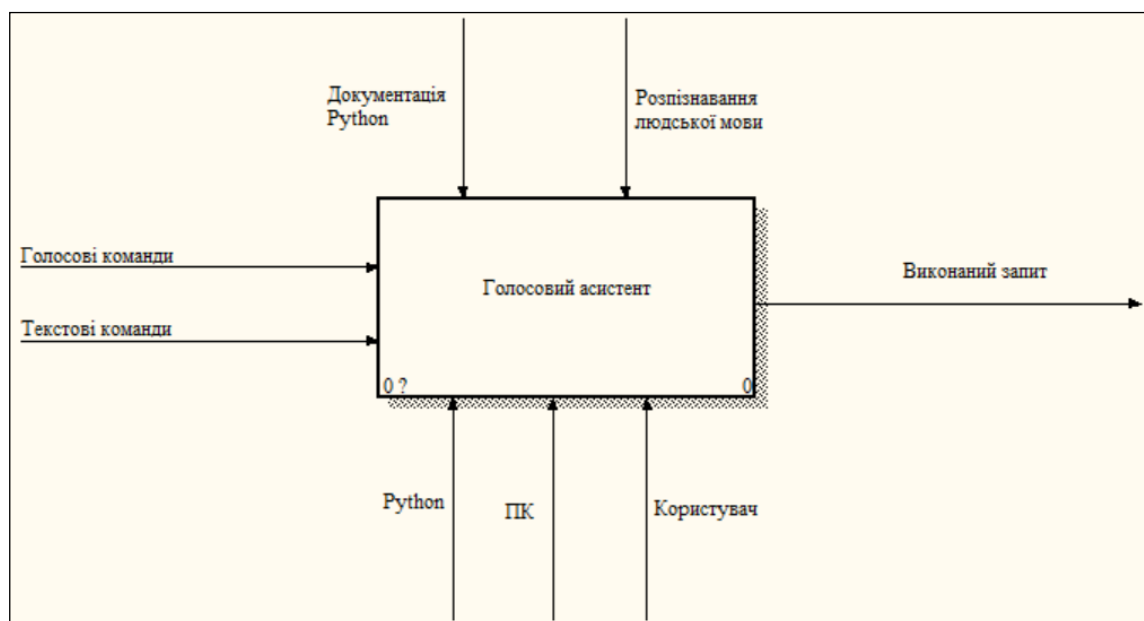 Документація
Python
Розпізнавання
людської мови
Голосові команди
Голосовий асистент
Виконаний запит
Текстові команди
0 ?
0
Python
ПК
Користувач